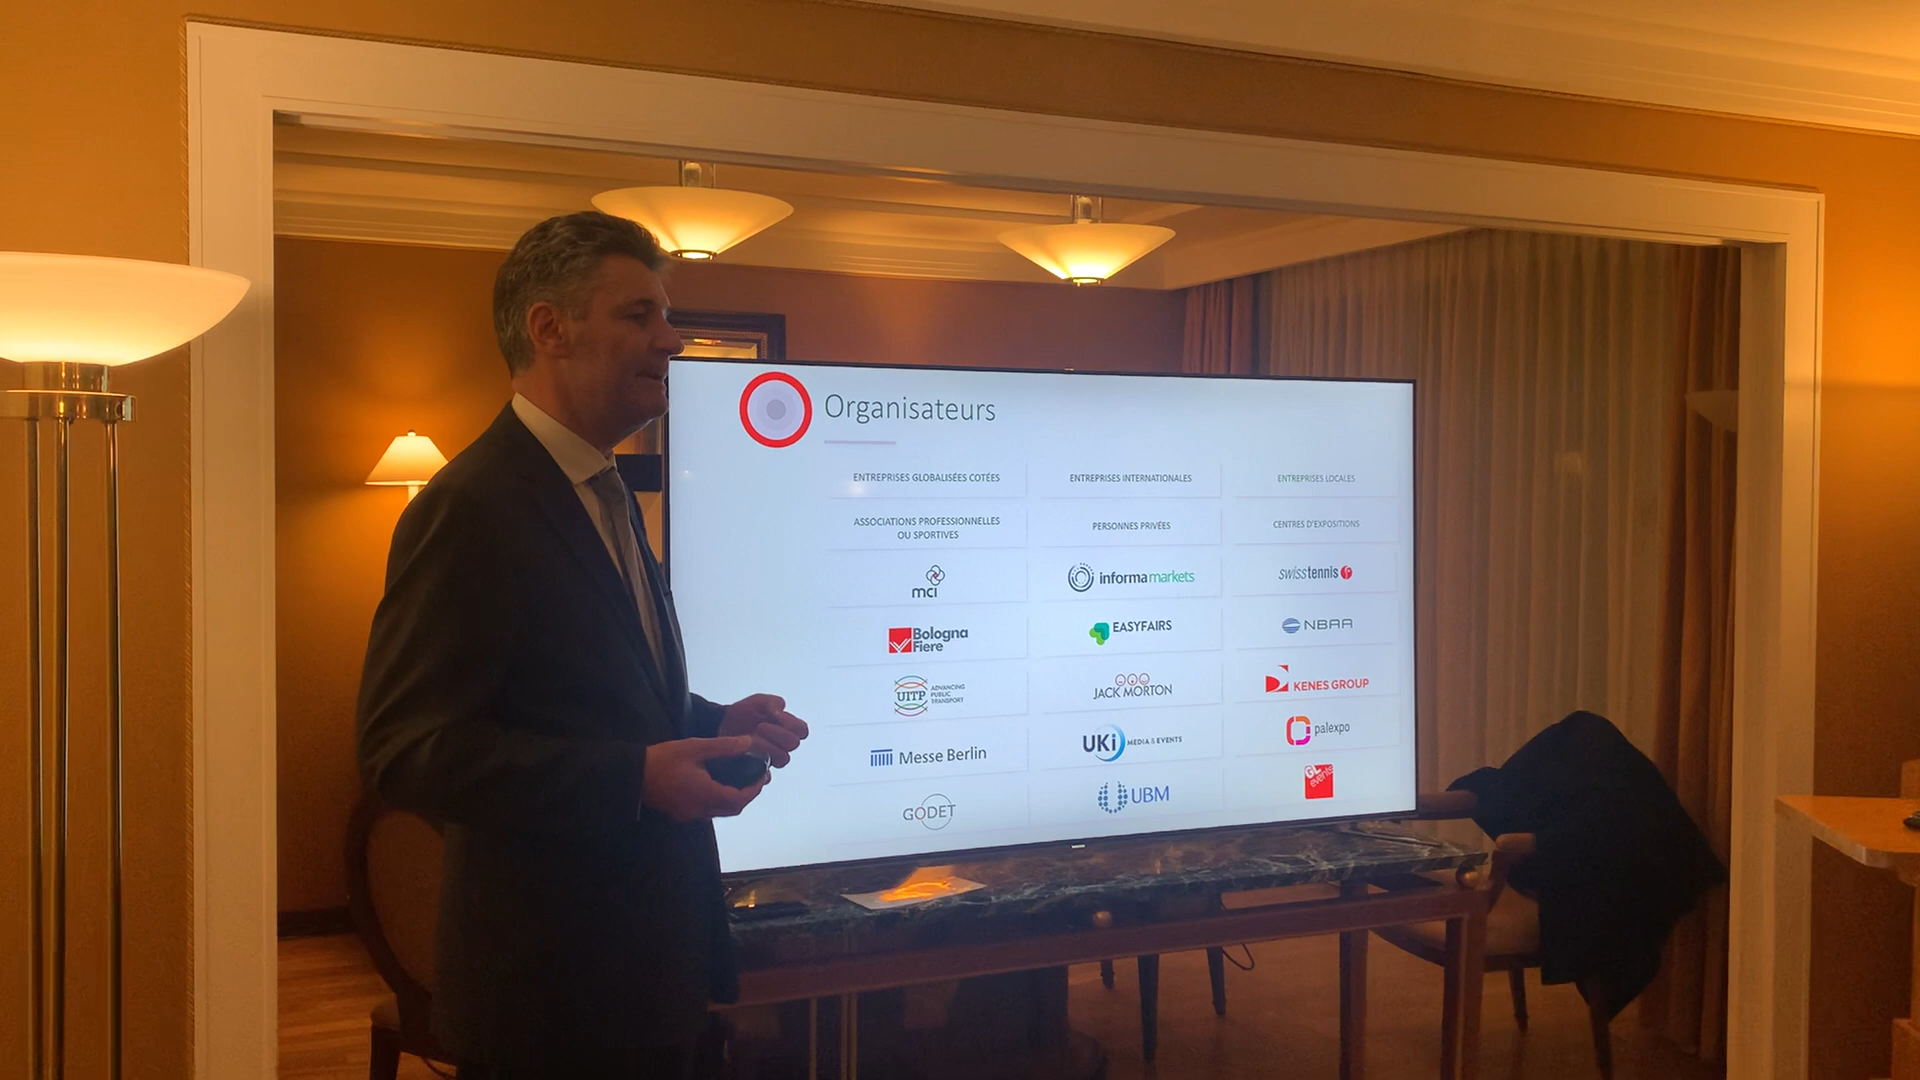 Organisateurs
ENTREPRISES GLOBALISÉES COTÉES
ENTREPRISES INTERNATIONALES
ENTREPRISES LOCALES
ASSOCIATIONS PROFESSIONNELLES
OU SPORTIVES
PERSONNES PRIVÉES
CENTRES D'EXPOSITIONS
mci
informa markets
swisstennis
Bologna
Fiere
EASYFAIRS
NBAA
UITP
ADVANCING
PUBLIC
TRANSPORT
JACK MORTON
KENES GROUP
Messe Berlin
UKi MEDIA & EVENTS
palexpo
GODET
UBM
GL
events